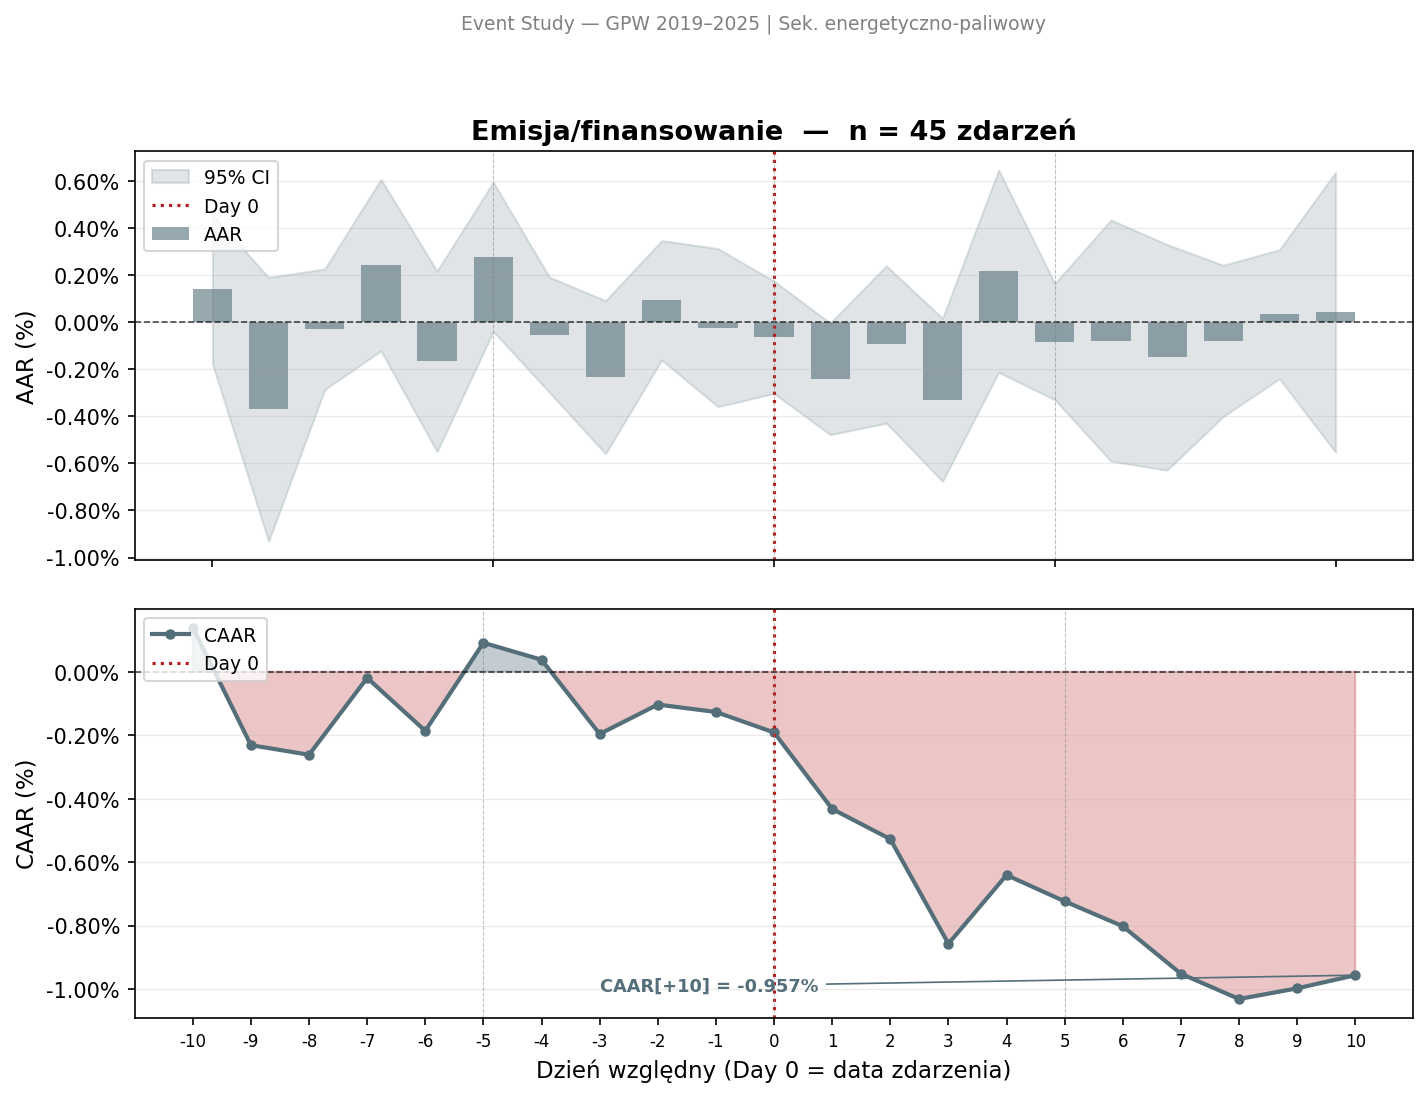 Event Study — GPW 2019–2025 | Sek. energetyczno-paliwowy
Emisja/finansowanie — n = 45 zdarzeń
95% CI
Day 0
AAR
AAR (%)
0.60%
0.40%
0.20%
0.00%
-0.20%
-0.40%
-0.60%
-0.80%
-1.00%
CAAR
Day 0
CAAR (%)
0.00%
-0.20%
-0.40%
-0.60%
-0.80%
-1.00%
CAAR[+10] = -0.957%
-10 -9 -8 -7 -6 -5 -4 -3 -2 -1 0 1 2 3 4 5 6 7 8 9 10
Dzień względny (Day 0 = data zdarzenia)